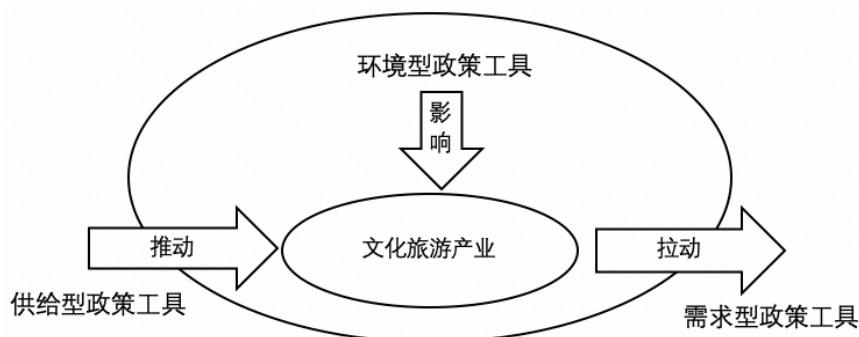 环境型政策工具
影
响
推动
文化旅游产业
拉动
供给型政策工具
需求型政策工具